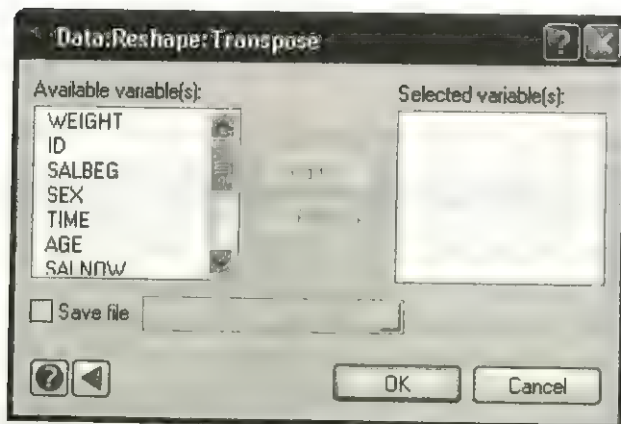 Data:Reshape:Transpose
Available variable(s):
Selected variable(s):
WEIGHT
ID
SALBEG
SEX
TIME
AGE
SALNOW
Save file
OK
Cancel